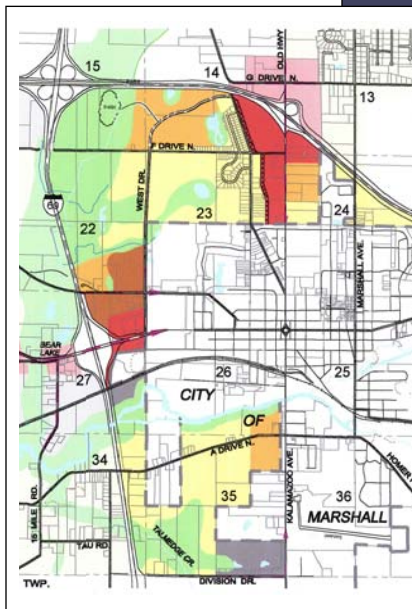 15
14
OLD HWY
G DRIVE N.
13
F DRIVE N.
69
WEST DR.
22
23
24
MARSHALL AVE.
BEAR
LAKE
27
26
25
CITY
OF
A DRIVE N.
34
35
36
HOMER
15 MILE RD.
KALAMAZOO AVE.
MARSHALL
TALMEDGE CR.
TAU RD.
TWP.
DIVISION DR.